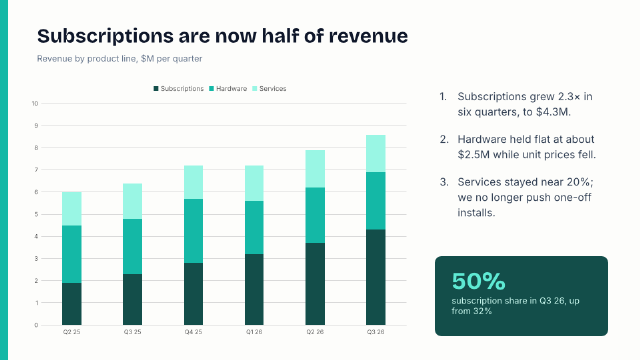 Subscriptions are now half of revenue
Revenue by product line, $M per quarter
Subscriptions Hardware Services
10
9
8
7
6
5
4
3
2
1
0
Q2 25 Q3 25 Q4 25 Q1 26 Q2 26 Q3 26
1. Subscriptions grew 2.3× in
six quarters, to $4.3M.
2. Hardware held flat at about
$2.5M while unit prices fell.
3. Services stayed near 20%;
we no longer push one-off
installs.
50%
subscription share in Q3 26, up
from 32%